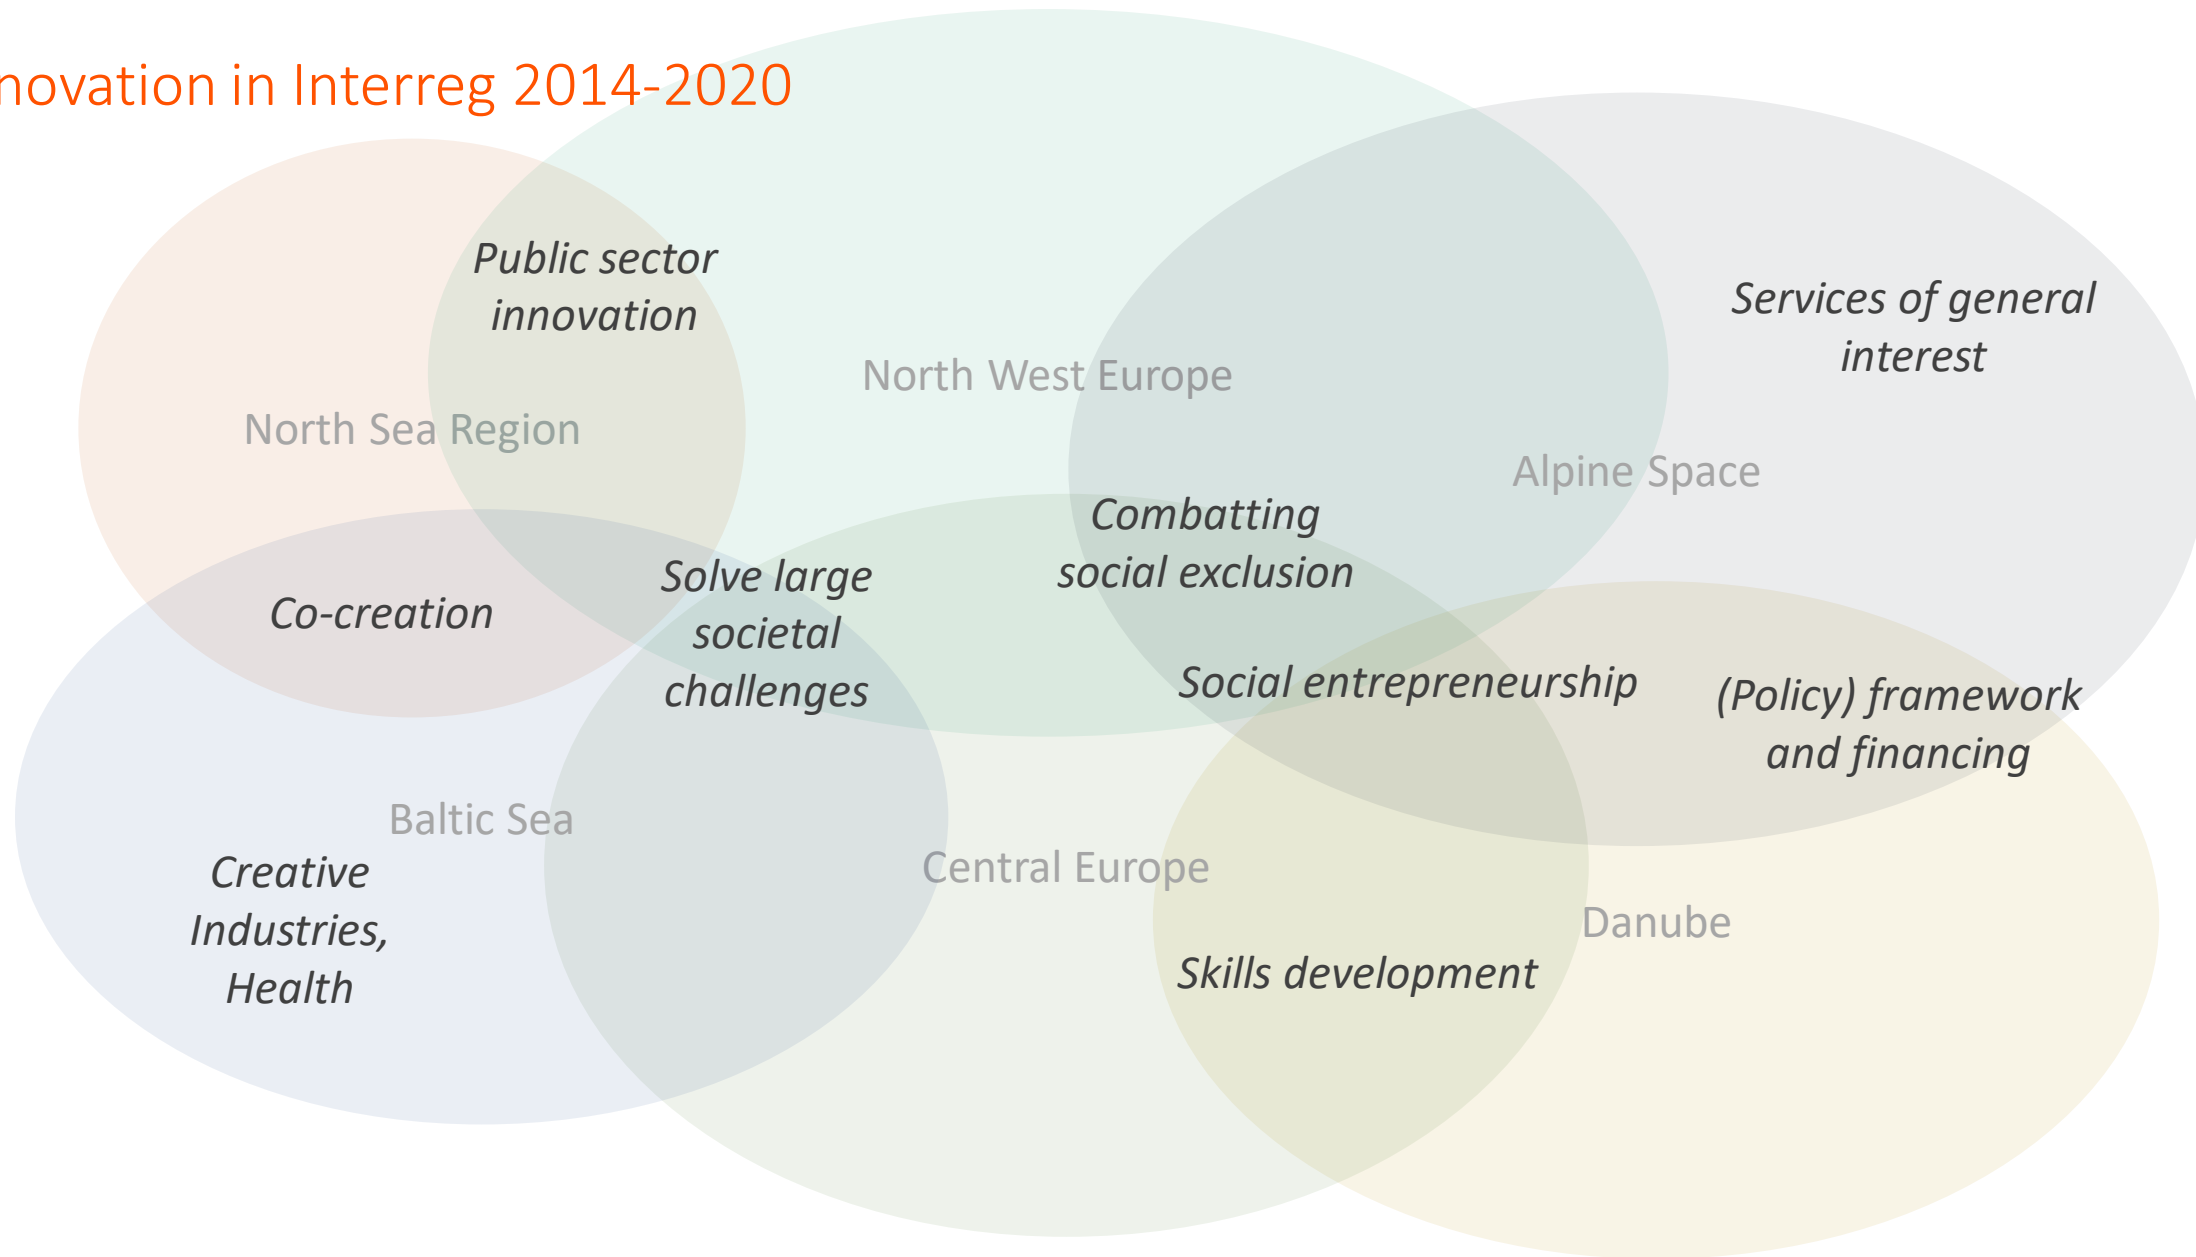 novation in Interreg 2014-2020
Public sector
innovation
Services of general
interest
North West Europe
North Sea Region
Alpine Space
Combatting
social exclusion
Solve large
societal
challenges
Co-creation
Social entrepreneurship
(Policy) framework
and financing
Baltic Sea
Creative
Industries,
Health
Central Europe
Danube
Skills development